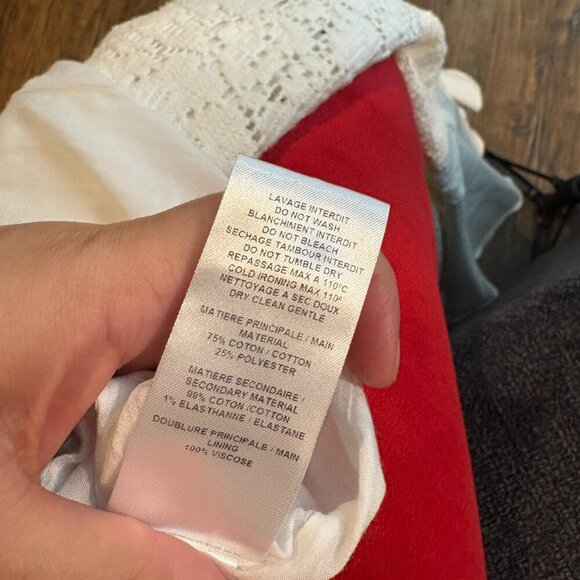 LAVAGE INTERDIT
DO NOT WASH
BLANCHIMENT INTERDIT
DO NOT BLEACH
SECHAGE TAMBOUR INTERDIT
DO NOT TUMBLE DRY
REPASSAGE MAX A 110°C
COLD IRONING MAX 110°
NETTOYAGE A SEC DOUX
DRY CLEAN GENTLE
MATIERE PRINCIPALE / MAIN
MATERIAL
75% COTON / COTTON
25% POLYESTER
MATIERE SECONDAIRE /
SECONDARY MATERIAL
99% COTON /COTTON
1% ELASTHANNE / ELASTANE
DOUBLURE PRINCIPALE / MAIN
LINING
100% VISCOSE